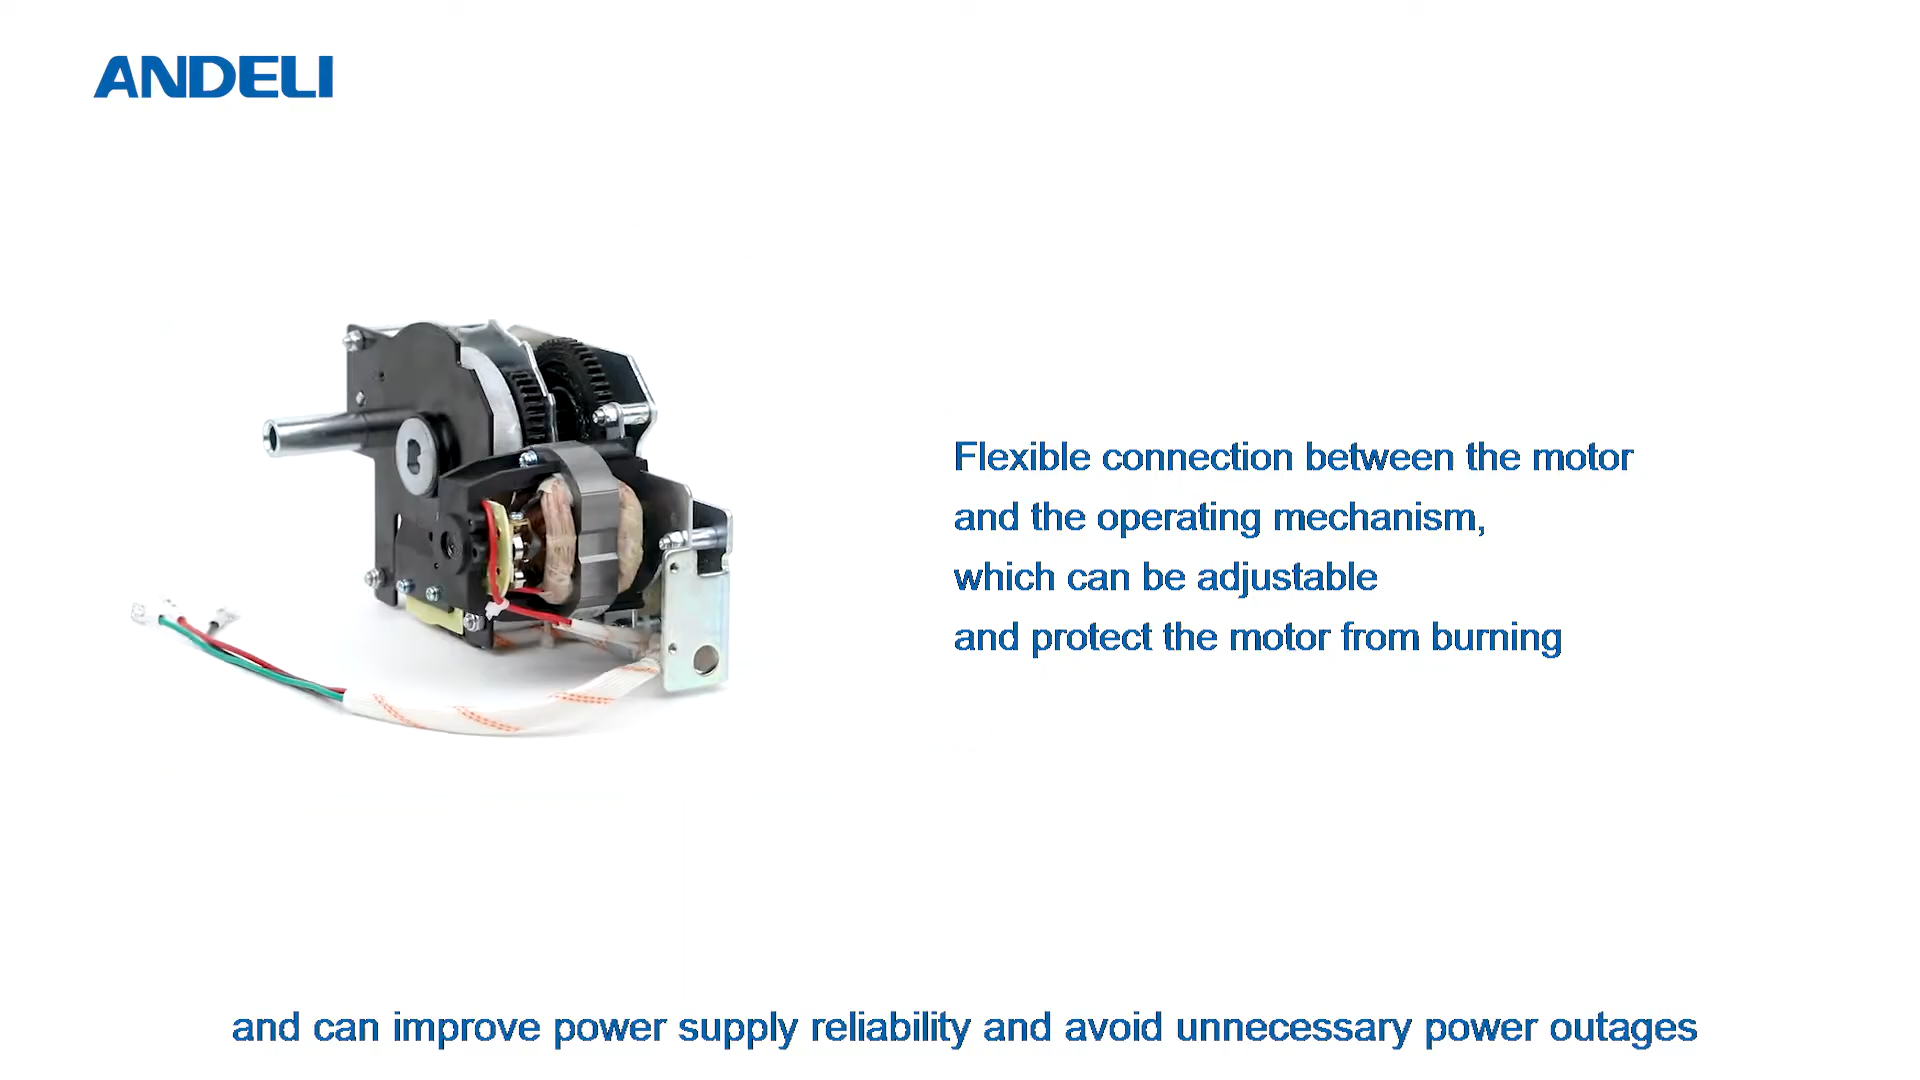 ANDELI
Flexible connection between the motor
and the operating mechanism,
which can be adjustable
and protect the motor from burning
and can improve power supply reliability and avoid unnecessary power outages